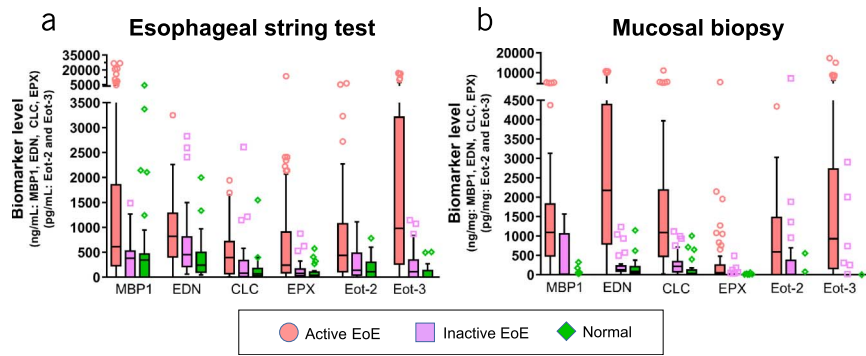 a
Esophageal string test
Biomarker level
(ng/mL: MBP1, EDN, CLC, EPX)
(pg/mL: Eot-2 and Eot-3)
35000
25000
15000
5000
3500
3000
2500
2000
1500
1000
500
0
MBP1 EDN CLC EPX Eot-2 Eot-3
b
Mucosal biopsy
Biomarker level
(ng/mg: MBP1, EDN, CLC, EPX)
(pg/mg: Eot-2 and Eot-3)
20000
10000
4500
4000
3500
3000
2500
2000
1500
1000
500
0
MBP1 EDN CLC EPX Eot-2 Eot-3
Active EoE Inactive EoE Normal